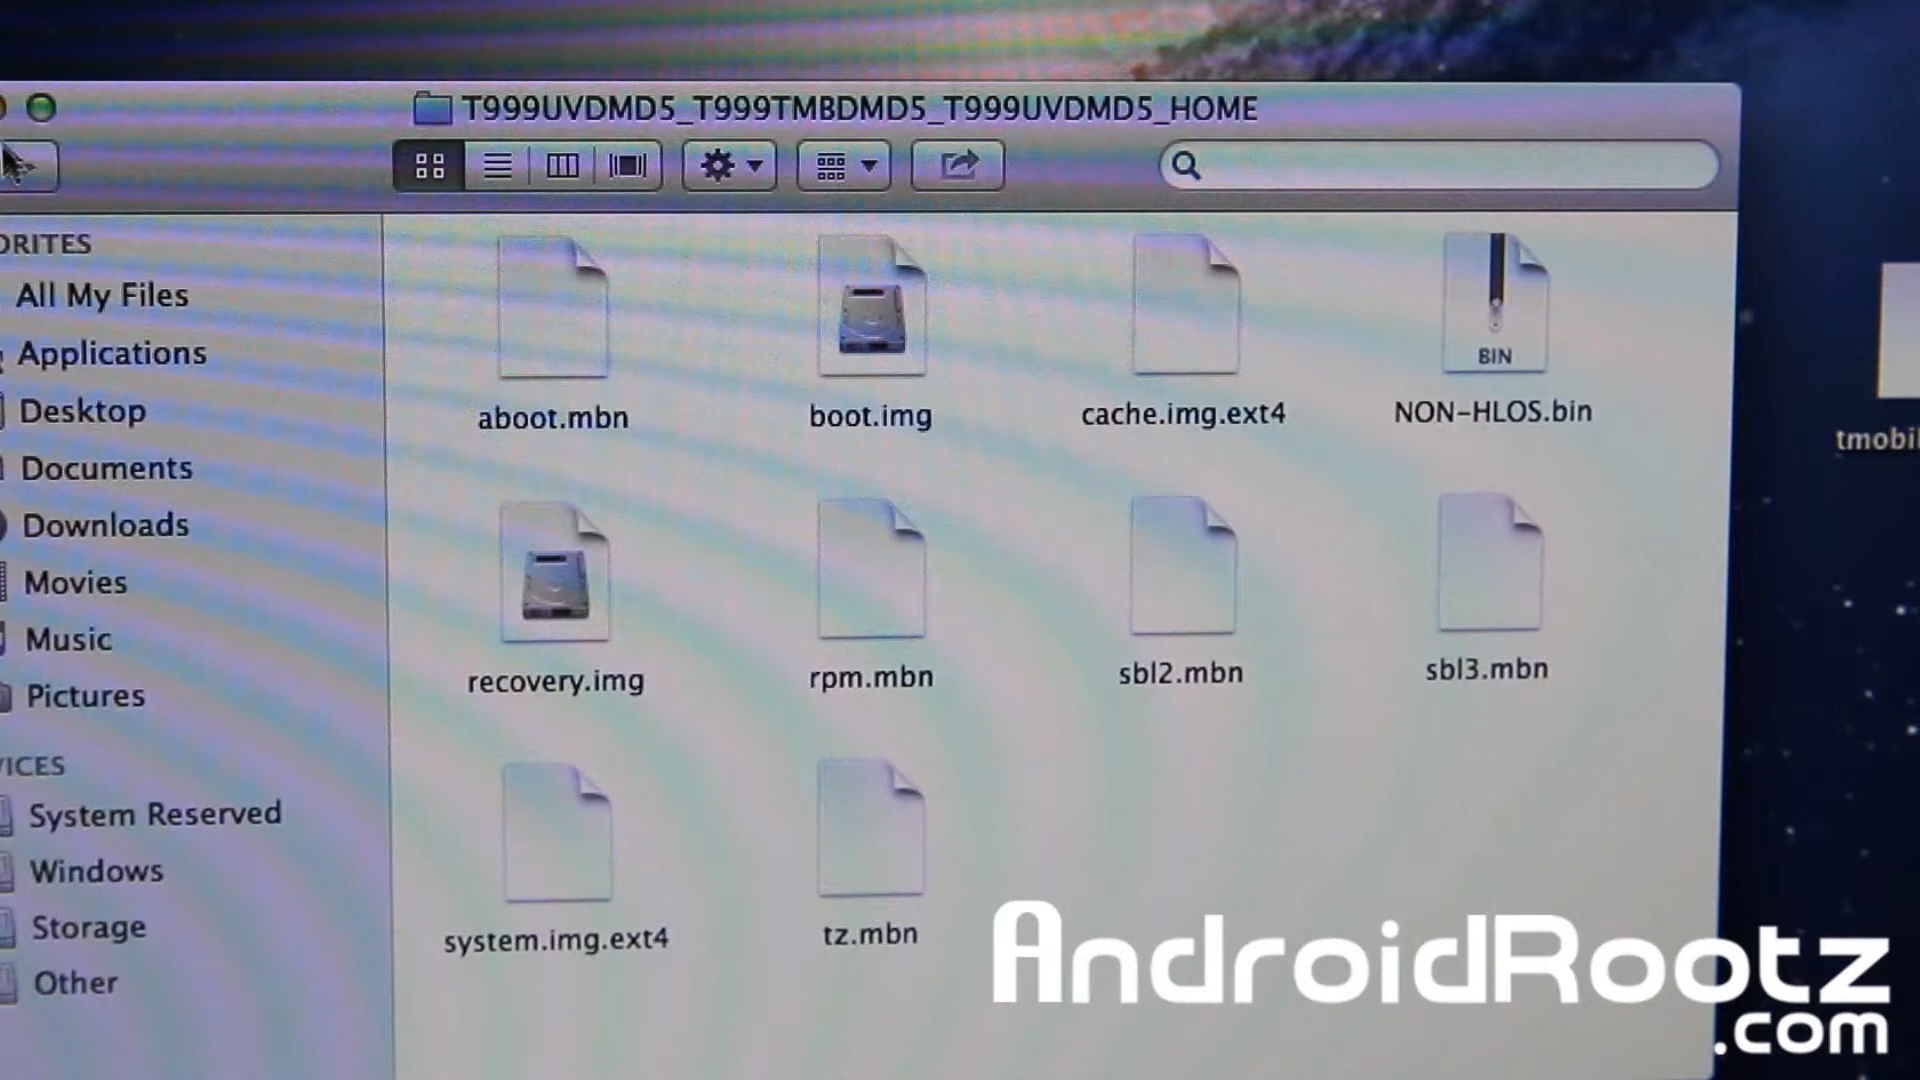 T999UVDMD5_T999TMBDMD5_T999UVDMD5_HOME
ORITES
All My Files
Applications
Desktop
Documents
Downloads
Movies
Music
Pictures
ICES
System Reserved
Windows
Storage
Other
BIN
aboot.mbn
boot.img
cache.img.ext4
NON-HLOS.bin
recovery.img
rpm.mbn
sbl2.mbn
sbl3.mbn
system.img.ext4
tz.mbn
tmobil
AndroidRootz
.com